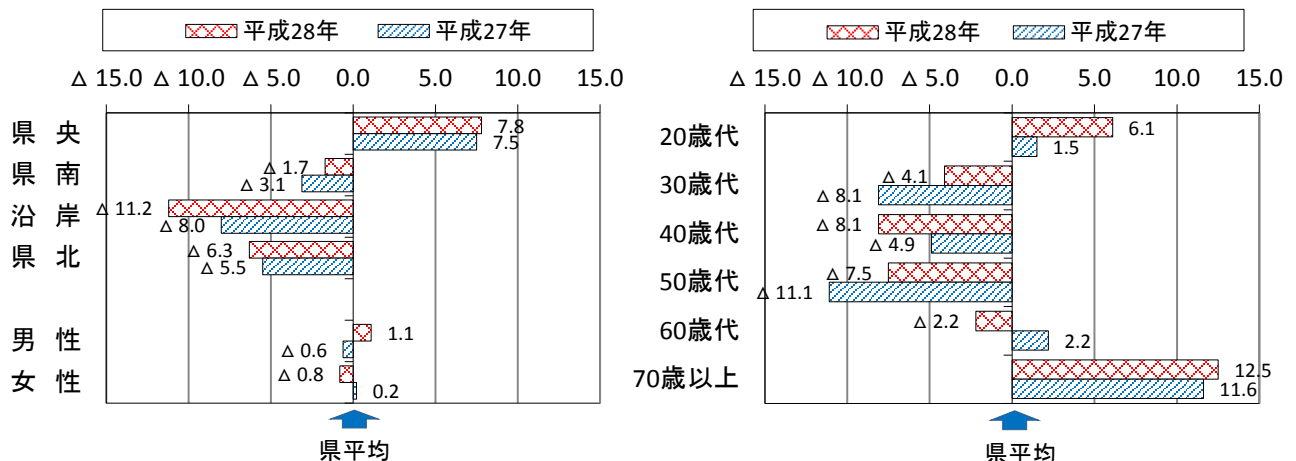 平成28年 平成27年
△ 15.0 △ 10.0 △ 5.0 0.0 5.0 10.0 15.0
県 央 7.8
7.5
県 南 △ 1.7
△ 3.1
沿 岸 △ 11.2
△ 8.0
県 北 △ 6.3
△ 5.5
男 性 1.1
△ 0.6
女 性 △ 0.8
0.2
県平均
平成28年 平成27年
△ 15.0 △ 10.0 △ 5.0 0.0 5.0 10.0 15.0
20歳代 6.1
1.5
30歳代 △ 4.1
△ 8.1
40歳代 △ 8.1
△ 4.9
50歳代 △ 7.5
△ 11.1
60歳代 △ 2.2
2.2
70歳以上 12.5
11.6
県平均